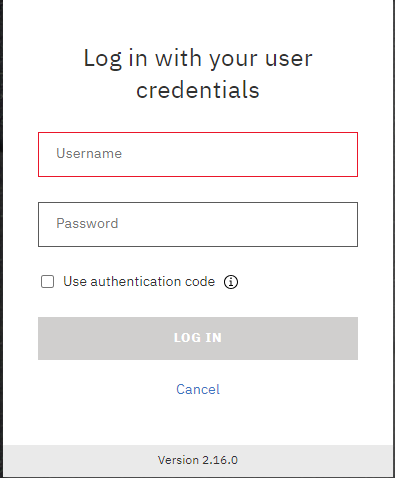 Log in with your user
credentials
Username
Password
Use authentication code
LOG IN
Cancel
Version 2.16.0